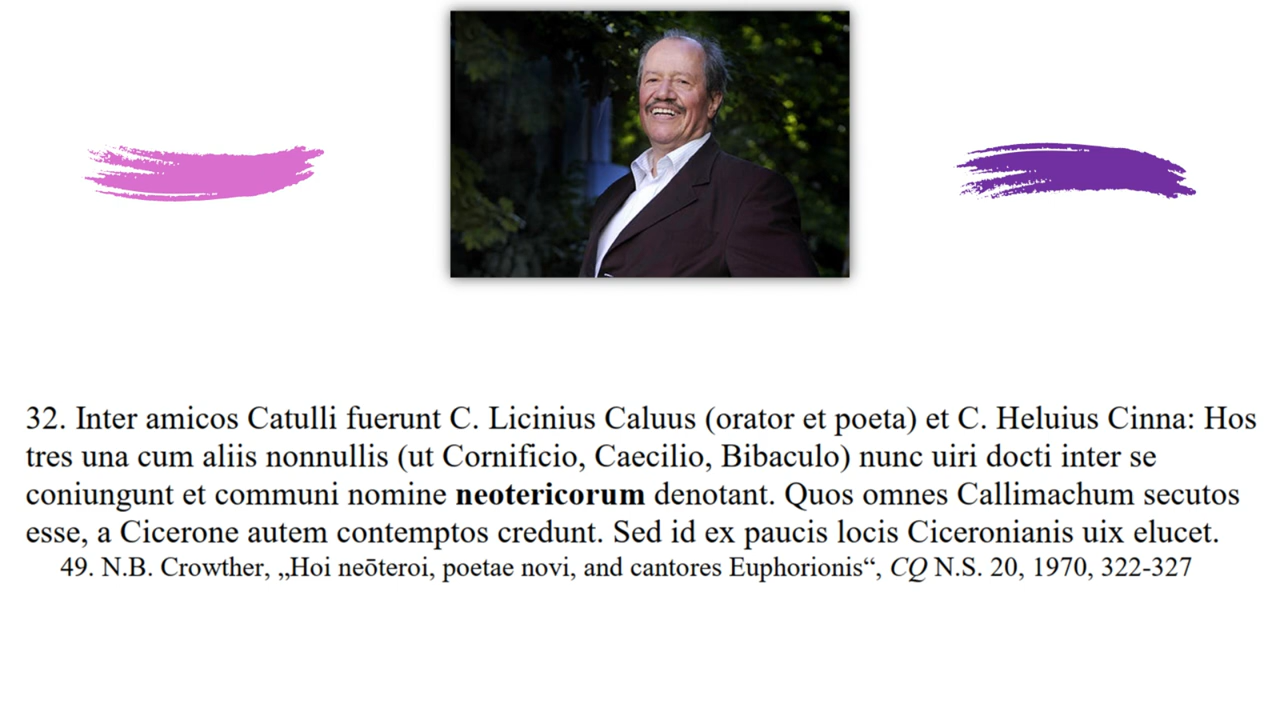 32. Inter amicos Catulli fuerunt C. Licinius Caluus (orator et poeta) et C. Heluius Cinna: Hos
tres una cum aliis nonnullis (ut Cornificio, Caecilio, Bibaculo) nunc uiri docti inter se
coniungunt et communi nomine neotericorum denotant. Quos omnes Callimachum secutos
esse, a Cicerone autem contemptos credunt. Sed id ex paucis locis Ciceronianis uix elucet.
49. N.B. Crowther, „Hoi neōteroi, poetae novi, and cantores Euphorionis“, CQ N.S. 20, 1970, 322-327